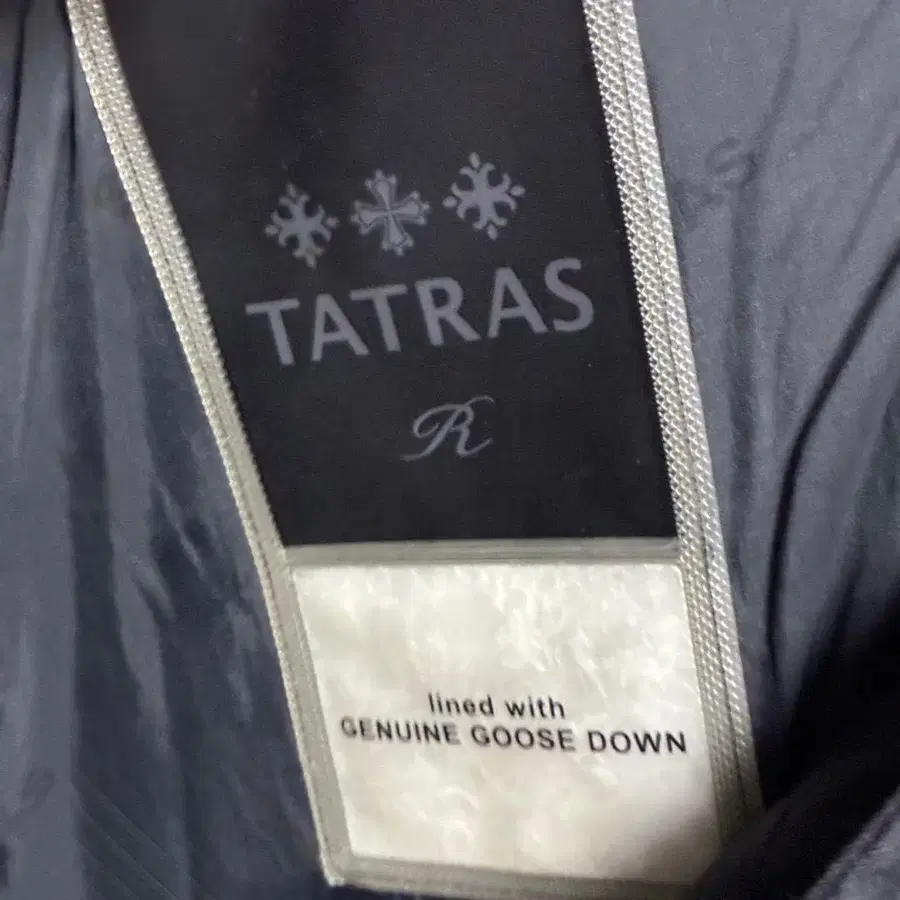 TATRAS
R
lined with
GENUINE GOOSE DOWN